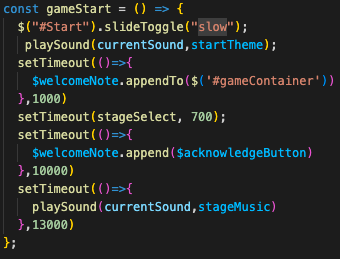 const gameStart = () => {
  $("#Start").slideToggle("slow");
   playSound(currentSound,startTheme);
  setTimeout(()=>{
    $welcomeNote.appendTo($('#gameContainer'))
  },1000)
  setTimeout(stageSelect, 700);
  setTimeout(()=>{
    $welcomeNote.append($acknowledgeButton)
  },10000)
  setTimeout(()=>{
    playSound(currentSound,stageMusic)
  },13000)
};